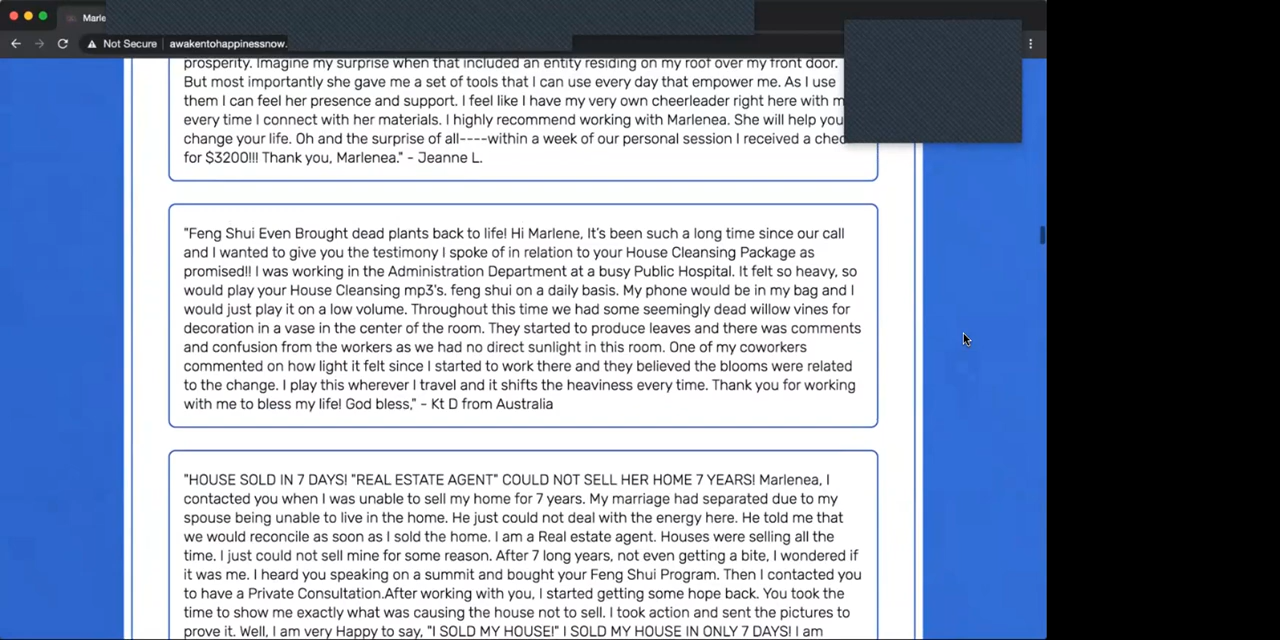 Marle
Not Secure
awakentohappinessnow.
prosperity. Imagine my surprise when that included an entity residing on my roof over my front door.
But most importantly she gave me a set of tools that I can use every day that empower me. As I use
them I can feel her presence and support. I feel like I have my very own cheerleader right here with m
every time I connect with her materials. I highly recommend working with Marlenea. She will help you
change your life. Oh and the surprise of all----within a week of our personal session I received a chec
for $3200!!! Thank you, Marlenea." - Jeanne L.
"Feng Shui Even Brought dead plants back to life! Hi Marlene, It's been such a long time since our call
and I wanted to give you the testimony I spoke of in relation to your House Cleansing Package as
promised!! I was working in the Administration Department at a busy Public Hospital. It felt so heavy, so
would play your House Cleansing mp3's. feng shui on a daily basis. My phone would be in my bag and I
would just play it on a low volume. Throughout this time we had some seemingly dead willow vines for
decoration in a vase in the center of the room. They started to produce leaves and there was comments
and confusion from the workers as we had no direct sunlight in this room. One of my coworkers
commented on how light it felt since I started to work there and they believed the blooms were related
to the change. I play this wherever I travel and it shifts the heaviness every time. Thank you for working
with me to bless my life! God bless," - Kt D from Australia
"HOUSE SOLD IN 7 DAYS! "REAL ESTATE AGENT" COULD NOT SELL HER HOME 7 YEARS! Marlenea, I
contacted you when I was unable to sell my home for 7 years. My marriage had separated due to my
spouse being unable to live in the home. He just could not deal with the energy here. He told me that
we would reconcile as soon as I sold the home. I am a Real estate agent. Houses were selling all the
time. I just could not sell mine for some reason. After 7 long years, not even getting a bite, I wondered if
it was me. I heard you speaking on a summit and bought your Feng Shui Program. Then I contacted you
to have a Private Consultation.After working with you, I started getting some hope back. You took the
time to show me exactly what was causing the house not to sell. I took action and sent the pictures to
prove it. Well, I am very Happy to say, "I SOLD MY HOUSE!" I SOLD MY HOUSE IN ONLY 7 DAYS! I am